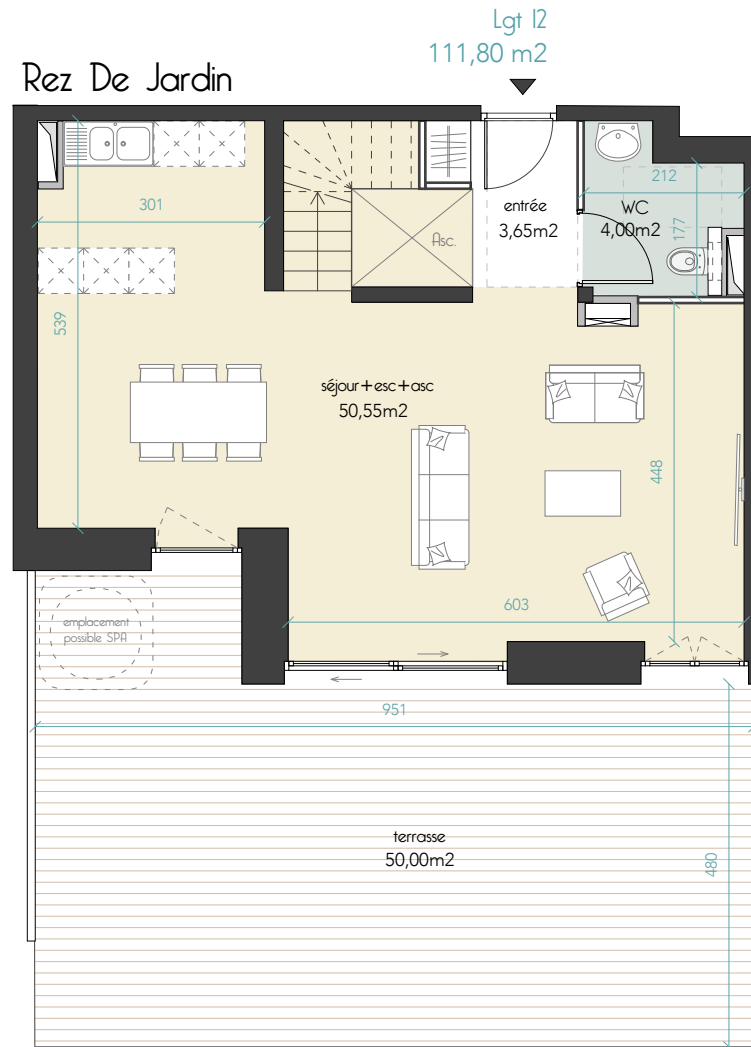 Lgt 12
111,80 m2
Rez De Jardin
301
Asc.
entrée
3,65m2
212
WC
4,00m2
177
539
séjour+esc+asc
50,55m2
448
603
emplacement
possible SPA
951
terrasse
50,00m2
480